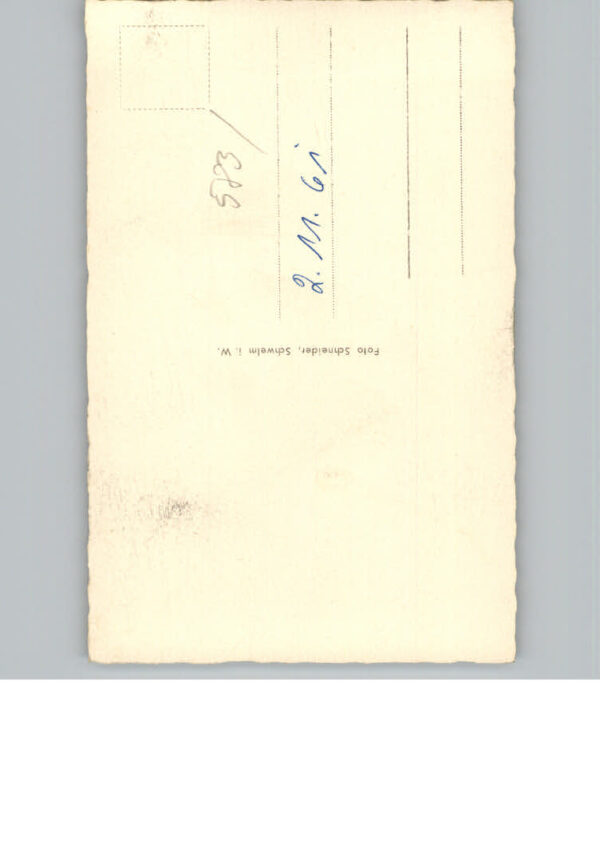 583/
2. 11. 61
Foto Schneider, Schwelm i. W.